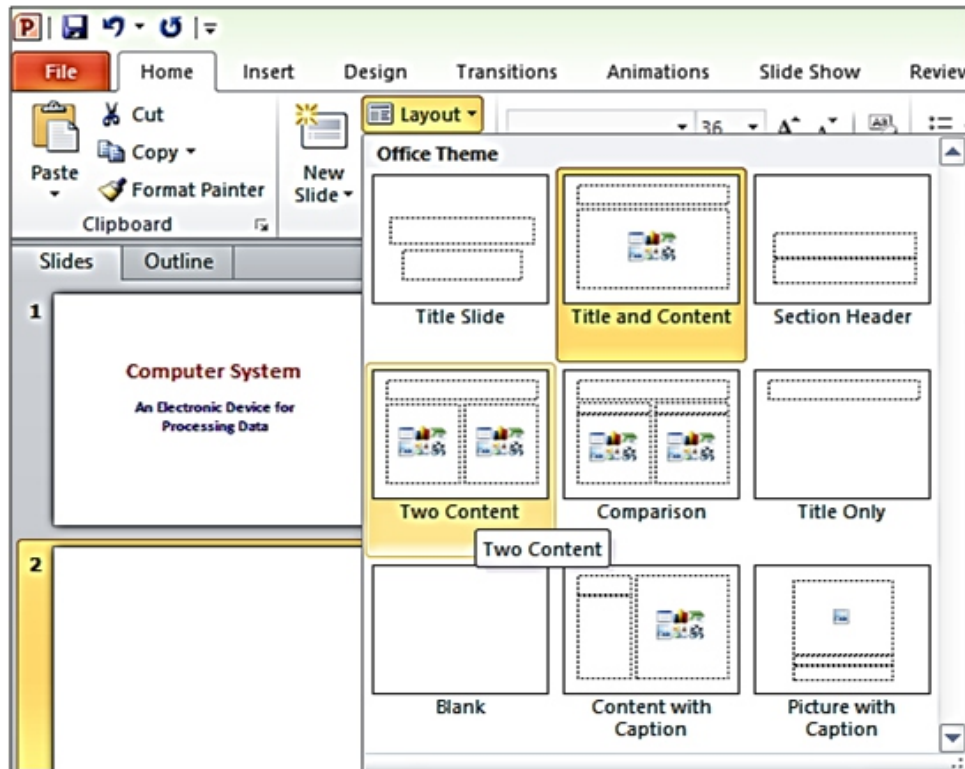 File Home Insert Design Transitions Animations Slide Show Review
Cut
Copy
Format Painter
Paste
Clipboard
New
Slide
Layout
36
Office Theme
Title Slide
Title and Content
Section Header
Two Content
Comparison
Title Only
Two Content
Blank
Content with
Caption
Picture with
Caption
Slides Outline
1
Computer System
An Electronic Device for
Processing Data
2